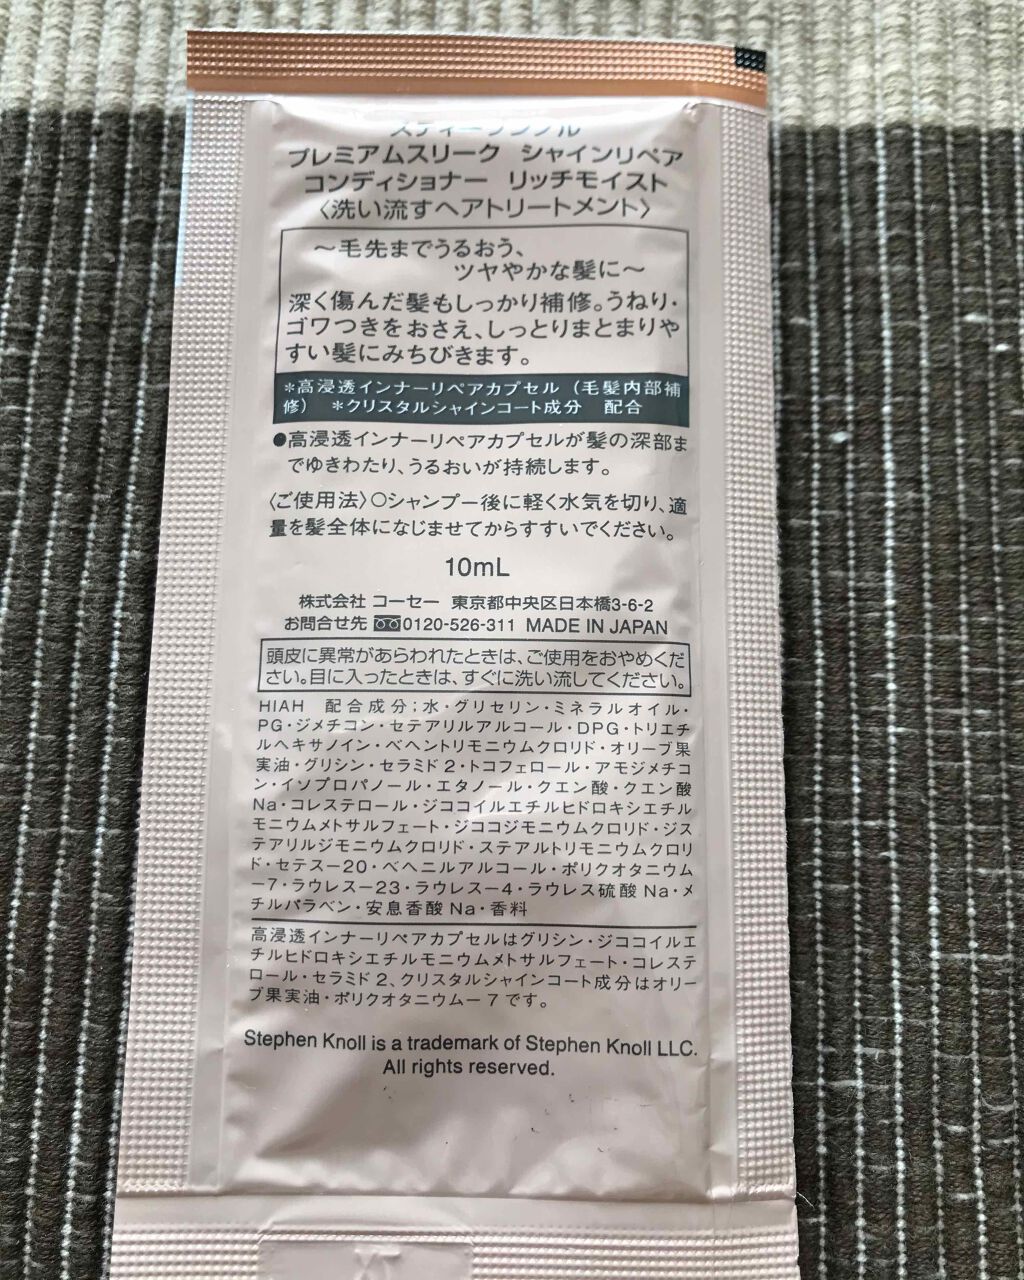 プレミアムスリーク シャインリペア
コンディショナー リッチモイスト
〈洗い流すヘアトリートメント〉
～毛先までうるおう、
ツヤやかな髪に～
深く傷んだ髪もしっかり補修。うねり・
ゴワつきをおさえ、しっとりまとまりや
すい髪にみちびきます。
＊高浸透インナーリペアカプセル（毛髪内部補
修） ＊クリスタルシャインコート成分 配合
●高浸透インナーリペアカプセルが髪の深部ま
でゆきわたり、うるおいが持続します。
〈ご使用法〉○シャンプー後に軽く水気を切り、適
量を髪全体になじませてからすすいでください。
10mL
株式会社 コーセー 東京都中央区日本橋3-6-2
お問合せ先 0120-526-311 MADE IN JAPAN
頭皮に異常があらわれたときは、ご使用をおやめくだ
さい。目に入ったときは、すぐに洗い流してください。
HIAH 配合成分；水・グリセリン・ミネラルオイル・
PG・ジメチコン・セテアリルアルコール・DPG・トリエチ
ルヘキサノイン・ベヘントリモニウムクロリド・オリーブ果
実油・グリシン・セラミド2・トコフェロール・アモジメチコ
ン・イソプロパノール・エタノール・クエン酸・クエン酸
Na・コレステロール・ジココイルエチルヒドロキシエチル
モニウムメトサルフェート・ジココジモニウムクロリド・ジス
テアリルジモニウムクロリド・ステアルトリモニウムクロリ
ド・セテス－20・ベヘニルアルコール・ポリクオタニウム
－7・ラウレス－23・ラウレス－4・ラウレス硫酸Na・メ
チルパラベン・安息香酸Na・香料
高浸透インナーリペアカプセルはグリシン・ジココイルエ
チルヒドロキシエチルモニウムメトサルフェート・コレステ
ロール・セラミド2、クリスタルシャインコート成分はオリー
ブ果実油・ポリクオタニウム－7です。
Stephen Knoll is a trademark of Stephen Knoll LLC.
All rights reserved.